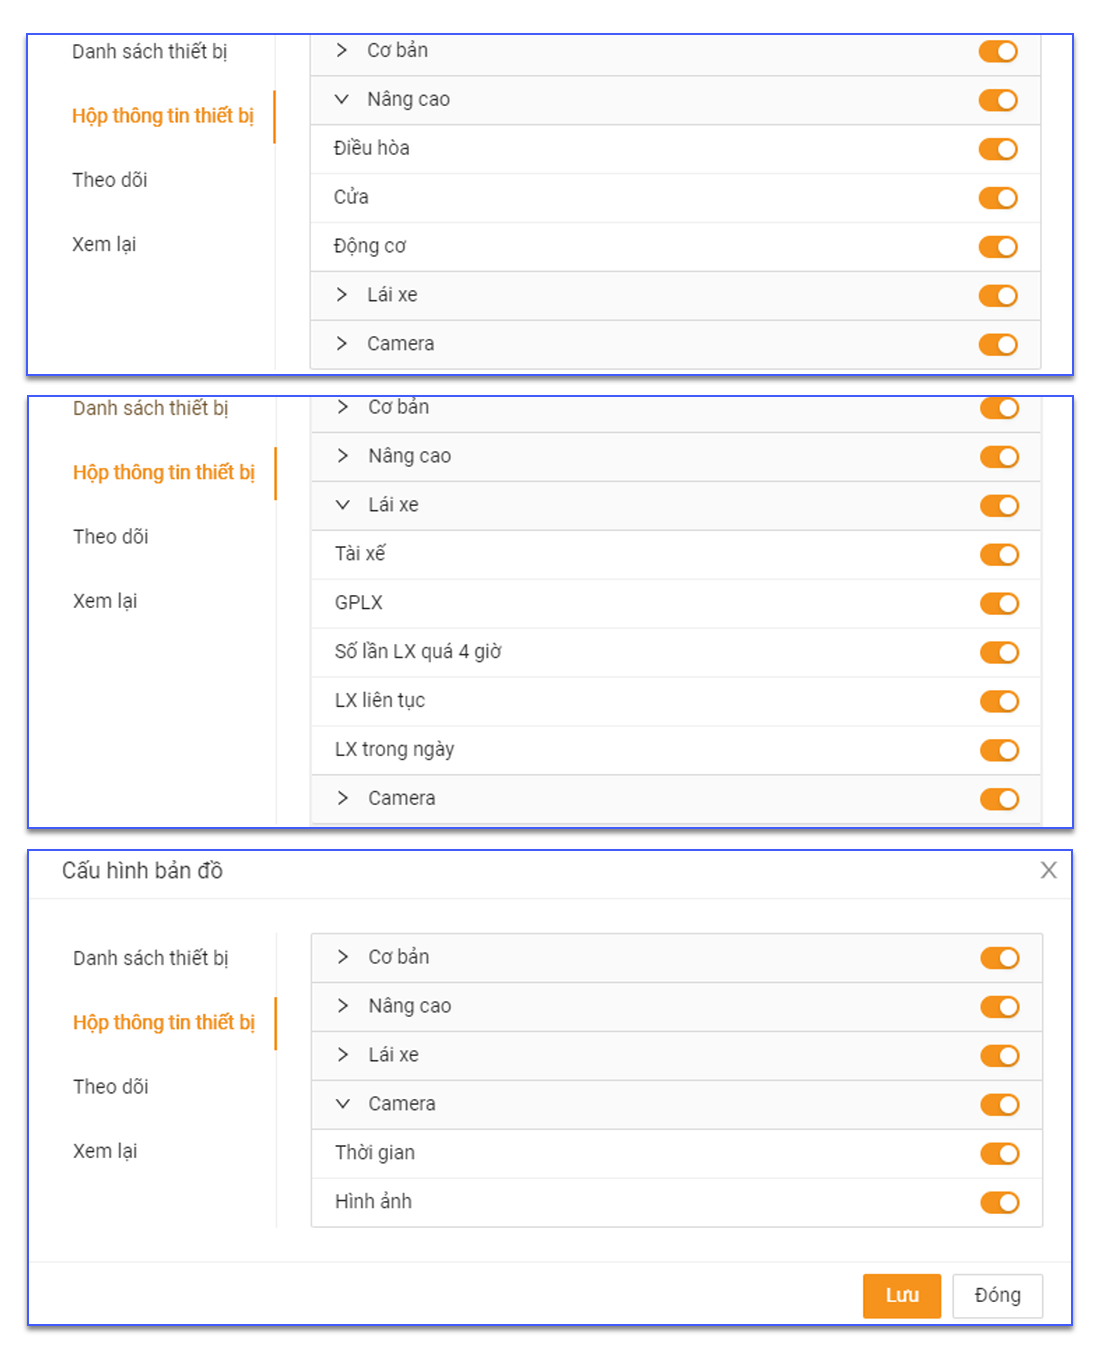 Danh sách thiết bị
Cơ bản
Hộp thông tin thiết bị
Nâng cao
Điều hòa
Theo dõi
Cửa
Xem lại
Động cơ
Lái xe
Camera
Danh sách thiết bị
Cơ bản
Hộp thông tin thiết bị
Nâng cao
Lái xe
Theo dõi
Tài xế
Xem lại
GPLX
Số lần LX quá 4 giờ
LX liên tục
LX trong ngày
Camera
Cấu hình bản đồ
X
Danh sách thiết bị
Cơ bản
Hộp thông tin thiết bị
Nâng cao
Lái xe
Theo dõi
Camera
Xem lại
Thời gian
Hình ảnh
Lưu
Đóng